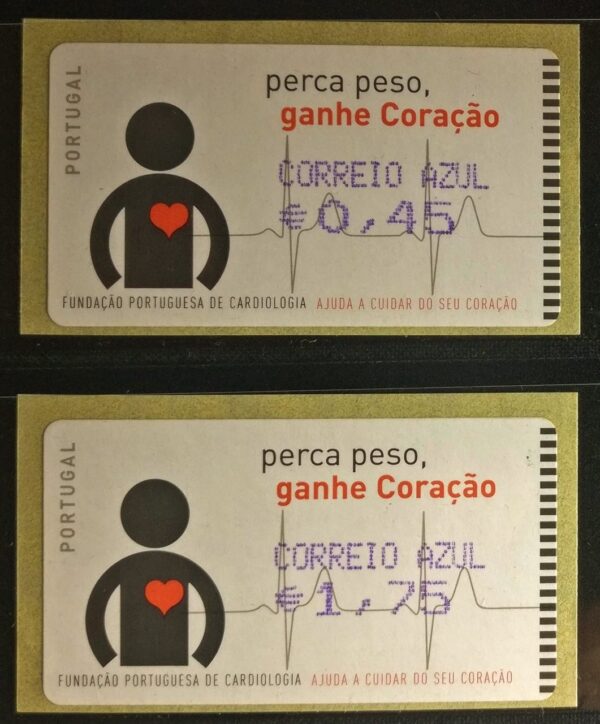 PORTUGAL
perca peso,
ganhe Coração
CORREIO AZUL
€0,45
FUNDAÇÃO PORTUGUESA DE CARDIOLOGIA AJUDA A CUIDAR DO SEU CORAÇÃO
PORTUGAL
perca peso,
ganhe Coração
CORREIO AZUL
€1,75
FUNDAÇÃO PORTUGUESA DE CARDIOLOGIA AJUDA A CUIDAR DO SEU CORAÇÃO